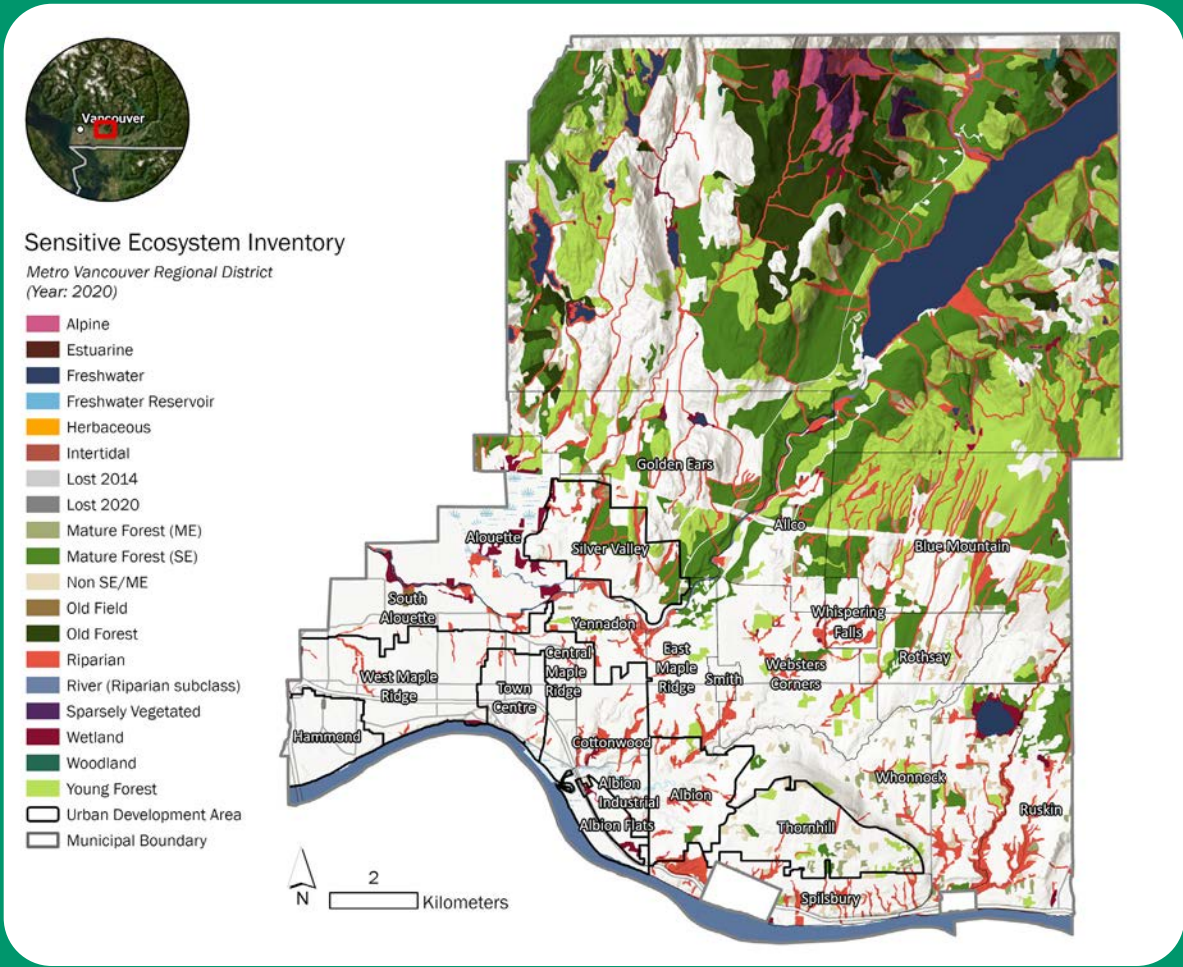 Vancouver
Sensitive Ecosystem Inventory
Metro Vancouver Regional District
(Year: 2020)
Alpine
Estuarine
Freshwater
Freshwater Reservoir
Herbaceous
Intertidal
Lost 2014
Lost 2020
Mature Forest (ME)
Mature Forest (SE)
Non SE/ME
Old Field
Old Forest
Riparian
River (Riparian subclass)
Sparsely Vegetated
Wetland
Woodland
Young Forest
Urban Development Area
Municipal Boundary
N
2
Kilometers
Golden Ears
Allco
Alouette
Silver Valley
Blue Mountain
South
Alouette
Yennadon
Whispering
Falls
Central
Maple
Ridge
East
Maple
Ridge
Smith
Websters
Corners
Rothsay
West Maple
Ridge
Town
Centre
Hammond
Cottonwood
Albion
Industrial
Albion Flats
Albion
Whonnock
Thornhill
Ruskin
Spilsbury